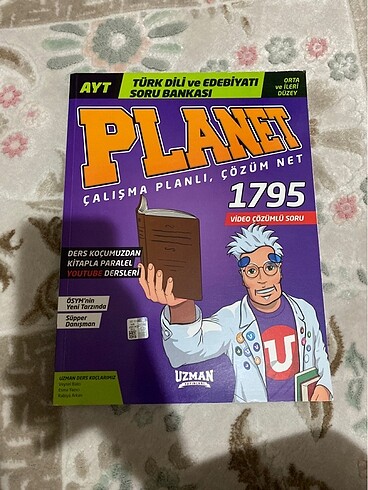 AYT
TÜRK DİLİ ve EDEBİYATI
SORU BANKASI
ORTA
ve İLERİ
DÜZEY
PLANET
ÇALIŞMA PLANLI, ÇÖZÜM NET
1795
VİDEO ÇÖZÜMLÜ SORU
DERS KOÇUMUZDAN
KİTAPLA PARALEL
YOUTUBE DERSLERİ
ÖSYM'nin
Yeni Tarzında
Süpper
Danışman
U
UZMAN DERS KOÇLARIMIZ
UZMAN
YAYINLARI